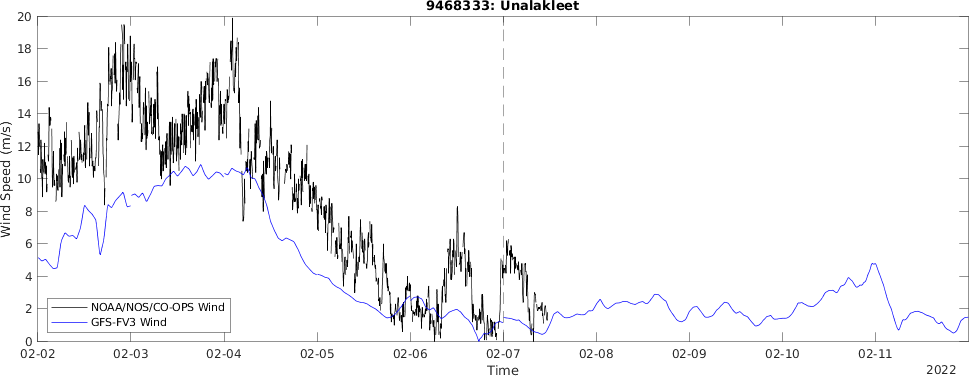 9468333: Unalakleet
Wind Speed (m/s)
20
18
16
14
12
10
8
6
4
2
0
NOAA/NOS/CO-OPS Wind
GFS-FV3 Wind
02-02 02-03 02-04 02-05 02-06 02-07 02-08 02-09 02-10 02-11
Time
2022